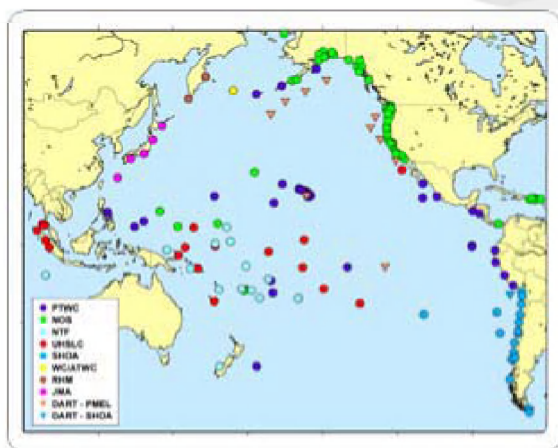 PTWC
NOS
NTF
UHSLC
SHOA
WC/ATWC
RHM
JMA
DART - PMEL
DART - SHOA